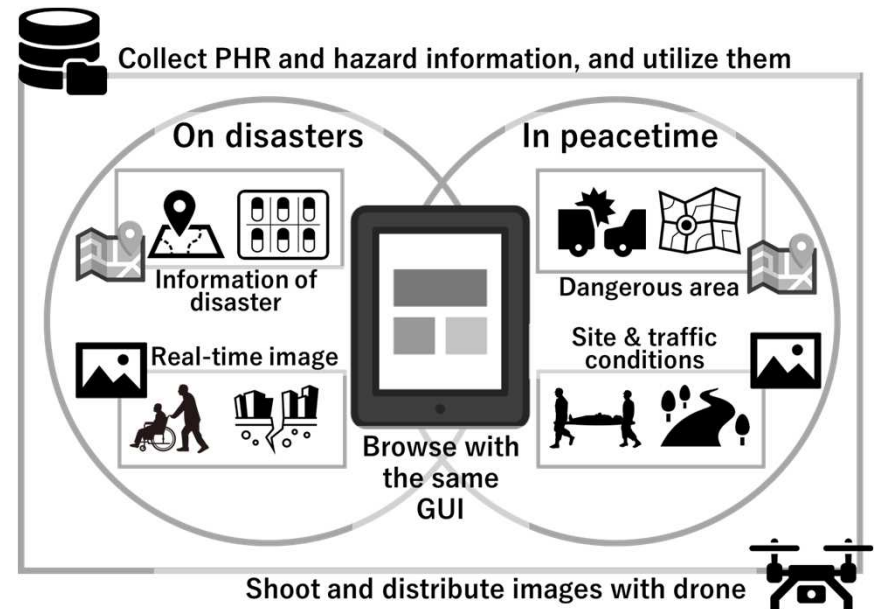 Collect PHR and hazard information, and utilize them
On disasters
In peacetime
Information of
disaster
Dangerous area
Real-time image
Site & traffic
conditions
Browse with
the same
GUI
Shoot and distribute images with drone